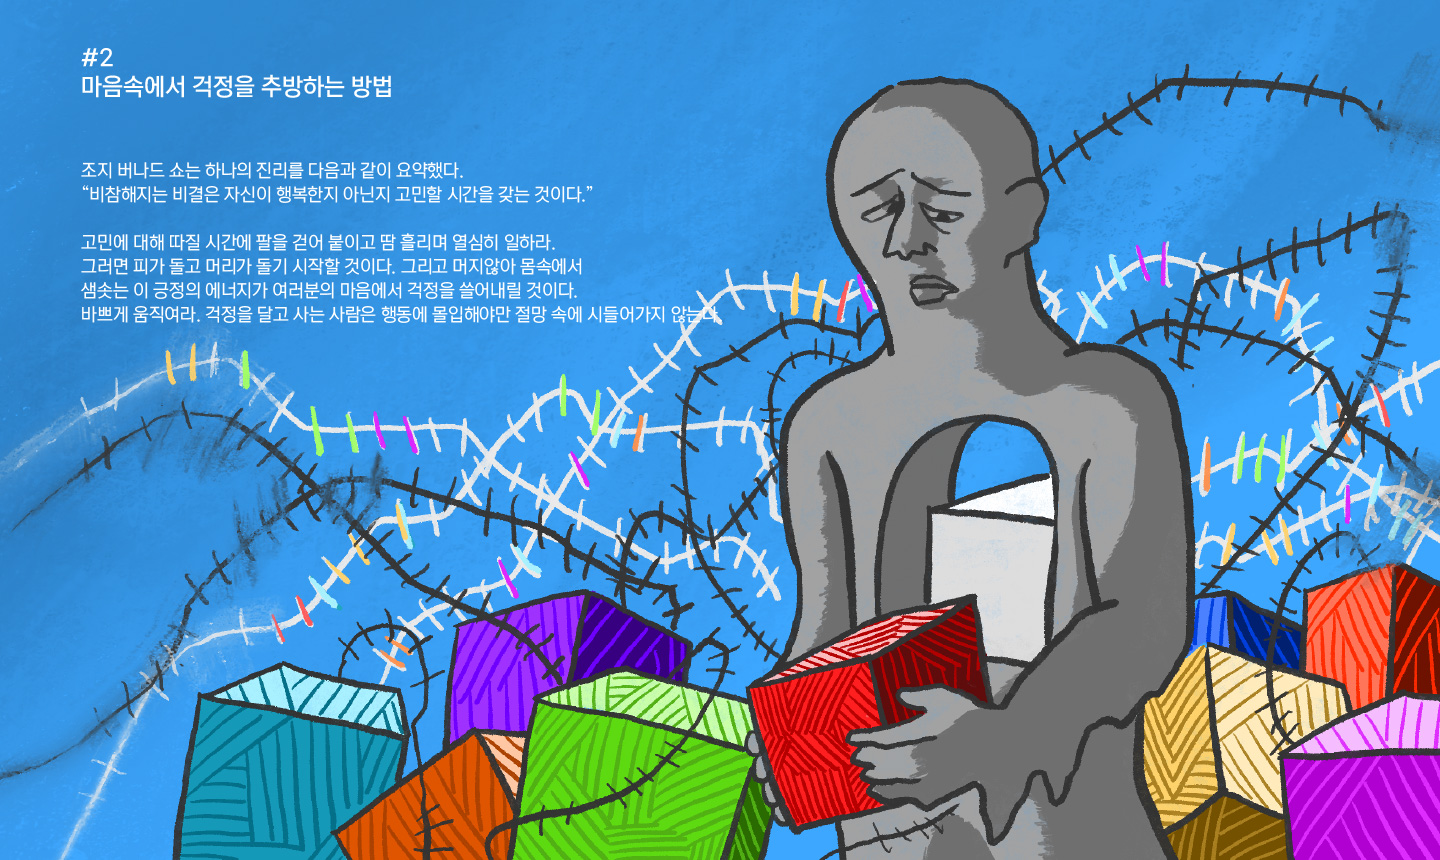 #2
마음속에서 걱정을 추방하는 방법
조지 버나드 쇼는 하나의 진리를 다음과 같이 요약했다.
“비참해지는 비결은 자신이 행복한지 아닌지 고민할 시간을 갖는 것이다.”
고민에 대해 따질 시간에 팔을 걷어 붙이고 땀 흘리며 열심히 일하라.
그러면 피가 돌고 머리가 돌기 시작할 것이다. 그리고 머지않아 몸속에서
샘솟는 이 긍정의 에너지가 여러분의 마음에서 걱정을 쓸어내릴 것이다.
바쁘게 움직여라. 걱정을 달고 사는 사람은 행동에 몰입해야만 절망 속에 시들어가지 않는다.